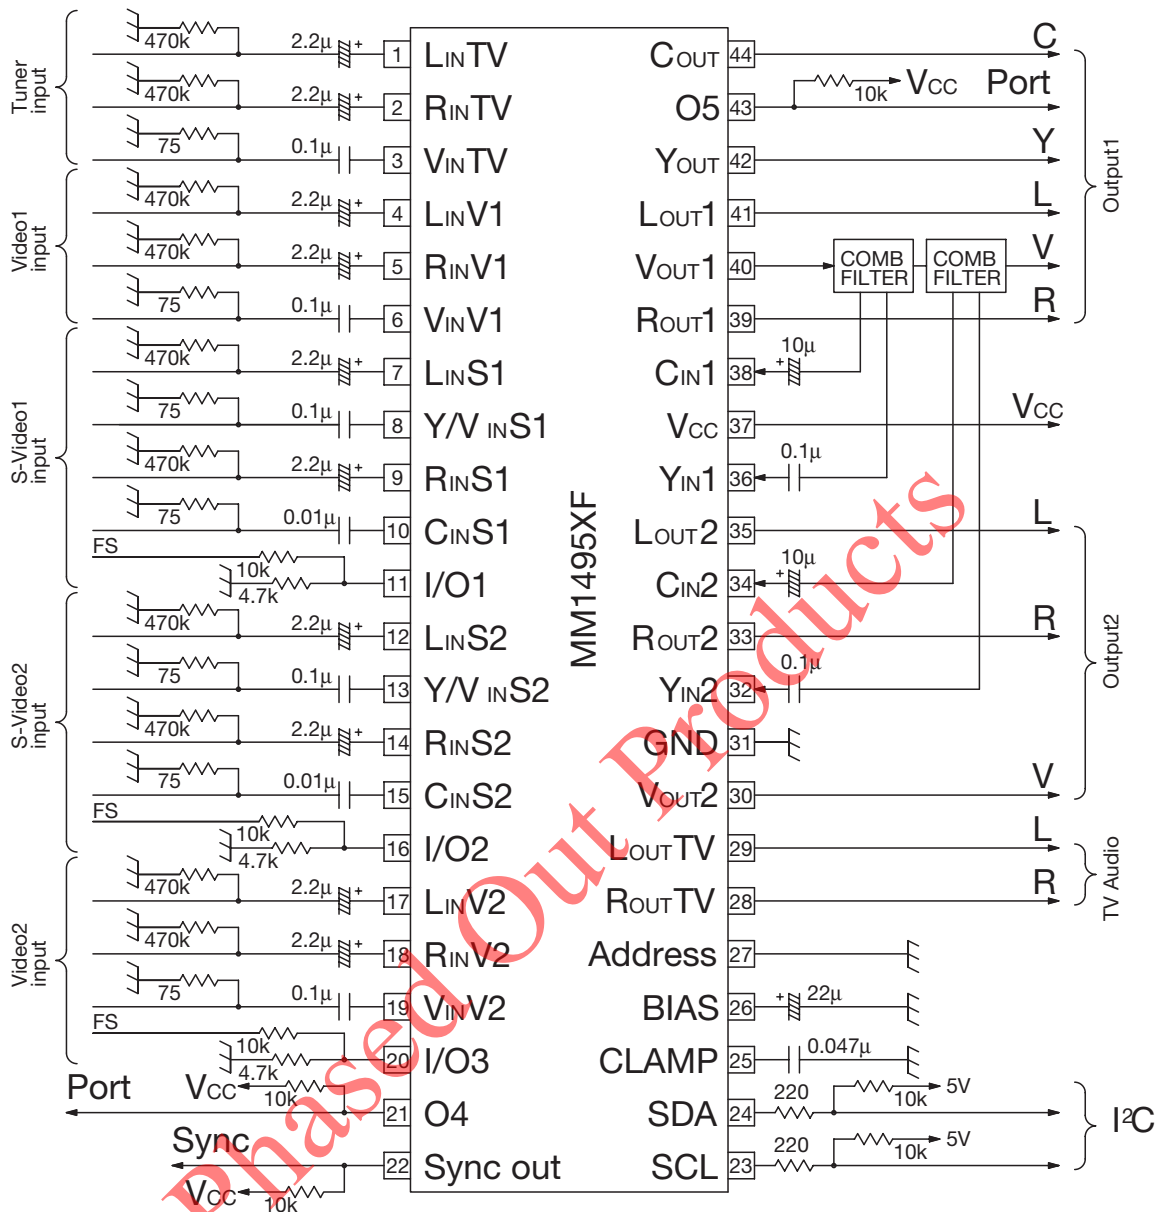 Tuner input
470k 2.2μ + 1 LINTV
470k 2.2μ + 2 RINTV
75 0.1μ 3 VINTV
Video1 input
470k 2.2μ + 4 LINV1
470k 2.2μ + 5 RINV1
75 0.1μ 6 VINV1
S-Video1 input
470k 2.2μ + 7 LINS1
75 0.1μ 8 Y/V INS1
470k 2.2μ + 9 RINS1
75 0.01μ 10 CINS1
FS 10k 4.7k 11 I/O1
S-Video2 input
470k 2.2μ + 12 LINS2
75 0.1μ 13 Y/V INS2
470k 2.2μ + 14 RINS2
75 0.01μ 15 CINS2
FS 10k 4.7k 16 I/O2
Video2 input
470k 2.2μ + 17 LINV2
470k 2.2μ + 18 RINV2
75 0.1μ 19 VINV2
FS 10k 4.7k 20 I/O3
Port VCC 10k 21 O4
Sync VCC 10k 22 Sync out
MM1495XF
COUT 44 C
O5 43 10k VCC Port
YOUT 42 Y
LOUT1 41 L
VOUT1 40 COMB FILTER COMB FILTER V
ROUT1 39 R
Output1
CIN1 38 + 10μ
VCC 37 VCC
YIN1 36 0.1μ
LOUT2 35 L
CIN2 34 + 10μ
ROUT2 33 R
YIN2 32 0.1μ
GND 31
VOUT2 30 V
Output2
LOUTTV 29 L
ROUTTV 28 R
TV Audio
Address 27
BIAS 26 + 22μ
CLAMP 25 0.047μ
SDA 24 220 10k 5V
SCL 23 220 10k 5V
I²C
Phased Out Products